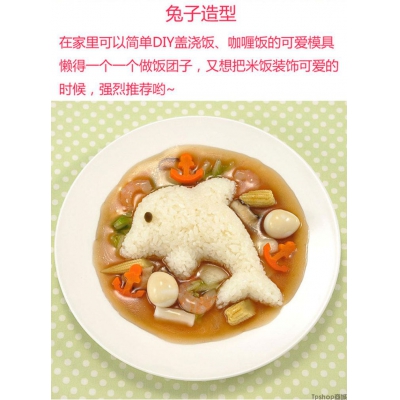 兔子造型
在家里可以简单DIY盖浇饭、咖喱饭的可爱模具
懒得一个一个做饭团子，又想把米饭装饰可爱的
时候，强烈推荐哟~
Tpshop商城